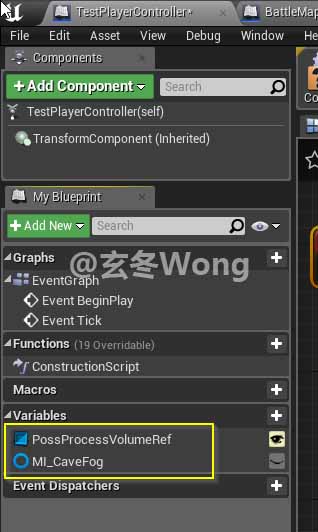 TestPlayerController*
BattleMap
File Edit Asset View Debug Window
Components
+ Add Component
Search
Co
TestPlayerController(self)
TransformComponent (Inherited)
My Blueprint
+ Add New
Search
Graphs
@玄冬Wong
EventGraph
Event BeginPlay
Event Tick
Functions (19 Overridable)
ConstructionScript
Macros
Variables
PossProcessVolumeRef
MI_CaveFog
Event Dispatchers